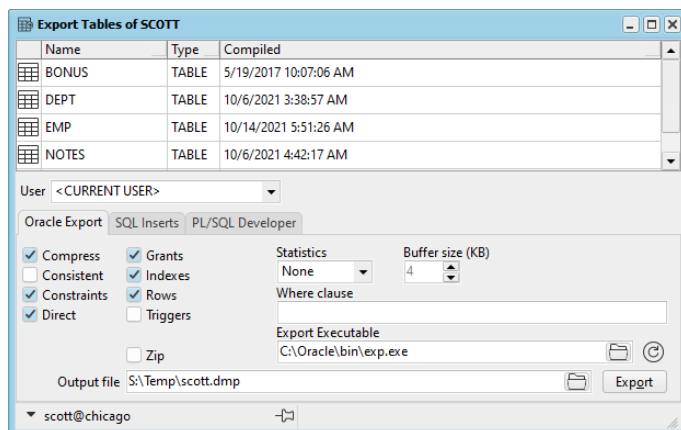 Export Tables of SCOTT
Name Type Compiled
BONUS TABLE 5/19/2017 10:07:06 AM
DEPT TABLE 10/6/2021 3:38:57 AM
EMP TABLE 10/14/2021 5:51:26 AM
NOTES TABLE 10/6/2021 4:42:17 AM
User <CURRENT USER>
Oracle Export SQL Inserts PL/SQL Developer
Compress Grants Statistics Buffer size (KB)
Consistent Indexes None 4
Constraints Rows Where clause
Direct Triggers
Export Executable
Zip C:\Oracle\bin\exp.exe
Output file S:\Temp\scott.dmp Export
scott@chicago